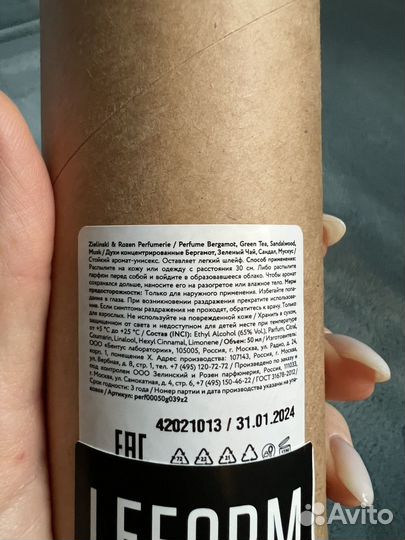 Zielinski & Rozen Perfumerie / Perfume Bergamot, Green Tea, Sandalwood,
Musk / Духи концентрированные Бергамот, Зеленый Чай, Сандал, Мускус /
Стойкий аромат-унисекс. Оставляет легкий шлейф. Способ применения:
Распылите на кожу или одежду с расстояния 30 см. Либо распылите
парфюм перед собой и войдите в образовавшееся облако. Чтобы аромат
сохранялся дольше, наносите его на разогретое или влажное тело. Меры
предосторожности: Только для наружного применения. Избегайте попа-
дания в глаза. При возникновении раздражения прекратите использова-
ние. Если симптомы раздражения не проходят, обратитесь к врачу. Только
для взрослых. Не использовать на поврежденной коже / Хранить в сухом,
защищенном от света и недоступном для детей месте при температуре
от +5 °C до +25 °C / Состав (INCI): Ethyl Alcohol (65% Vol.), Parfum, Citral,
Coumarin, Linalool, Hexyl Cinnamal, Limonene / Объем: 50 мл / Изготовитель:
ООО «Бентус лаборатории», 105005, Россия, г. Москва, ул. Радио, д. 24,
корп. 1, помещение X. Адрес производства: 107143, Россия, г. Москва,
ул. Вербная, д. 8, стр. 1, тел. +7 (495) 120-72-72 / Произведено под
контролем ООО Зелинский и Розен парфюмерия, Россия, 111033,
г. Москва, ул. Самокатная, д. 4, стр. 6, +7 (495) 150-46-22 / ГОСТ 31678-2012/
Срок годности: 3 года / Номер партии и дата производства указаны на упа-
ковке / Артикул: perf00050g039x2
42021013 / 31.01.2024
EAC
72 22 21
12M
LEFORM
Avito